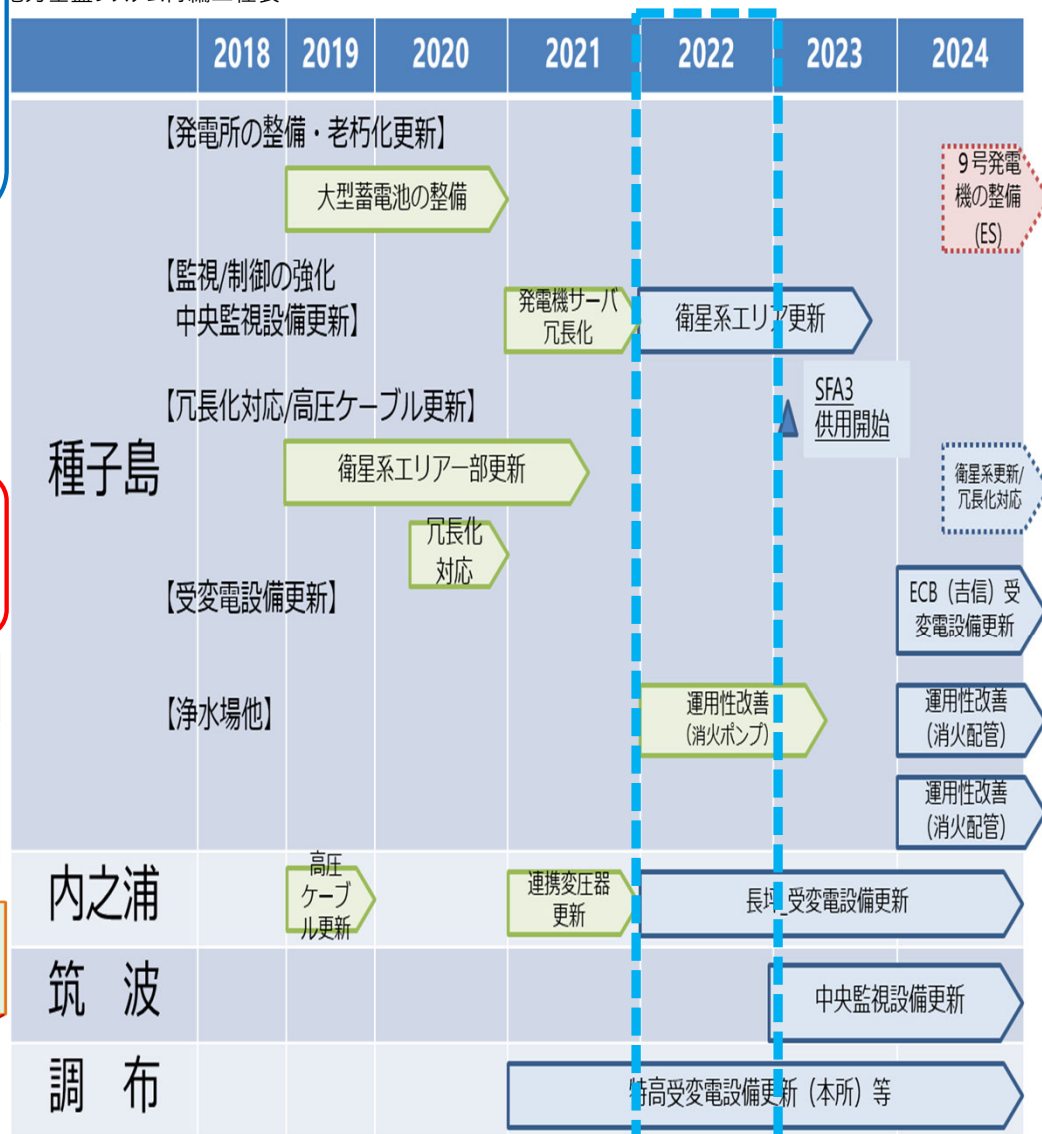 2018 2019 2020 2021 2022 2023 2024
種子島
【発電所の整備・老朽化更新】
大型蓄電池の整備
9号発電
機の整備
(ES)
【監視/制御の強化
中央監視設備更新】
発電機サーバ
冗長化
衛星系エリア更新
SFA3
供用開始
【冗長化対応/高圧ケーブル更新】
衛星系エリア一部更新
衛星系更新/
冗長化対応
冗長化
対応
【受変電設備更新】
ECB（吉信）受
変電設備更新
【浄水場他】
運用性改善
(消火ポンプ)
運用性改善
（消火配管）
運用性改善
（消火配管）
内之浦
高圧
ケーブ
ル更新
連携変圧器
更新
長坪_受変電設備更新
筑　波
中央監視設備更新
調　布
特高受変電設備更新（本所）等